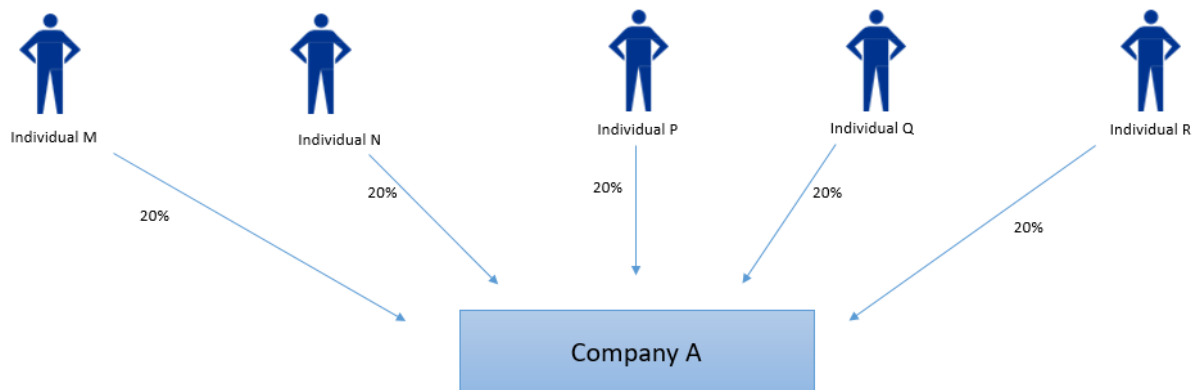 Individual M
Individual N
Individual P
Individual Q
Individual R
20%
20%
20%
20%
20%
Company A